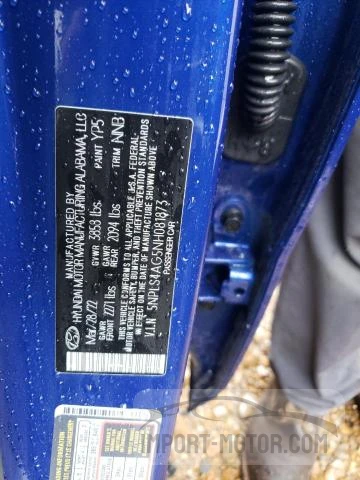 MANUFACTURED BY
HYUNDAI MOTOR MANUFACTURING ALABAMA, LLC
Mar/28/22 GVWR 3858 lbs. PAINT YP5
GAWR FRONT 2271 lbs GAWR REAR 2094 lbs TRIM NNB
THIS VEHICLE CONFORMS TO ALL APPLICABLE U.S.A. FEDERAL
MOTOR VEHICLE SAFETY, BUMPER, AND THEFT PREVENTION STANDARDS
IN EFFECT ON THE DATE OF MANUFACTURE SHOWN ABOVE
V.I.N 5NPLS4AG5NH081873
PASSENGER CAR
IMPORT-MOTOR.COM